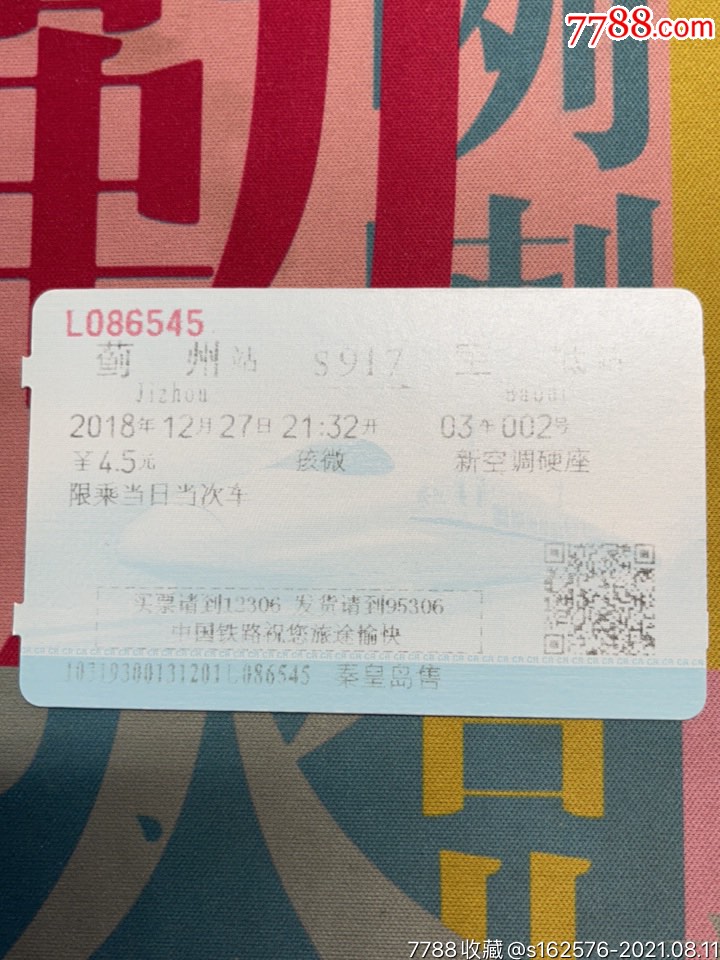 7788.com
L086545
蓟 州站 S917
Jizhou Baodi
2018年12月27日21:32开 03车002号
￥4.5元 孩微 新空调硬座
限乘当日当次车
买票请到12306 发货请到95306
中国铁路祝您旅途愉快
10319300131201L086545 秦皇岛售
7788收藏 @s162576-2021.08.11